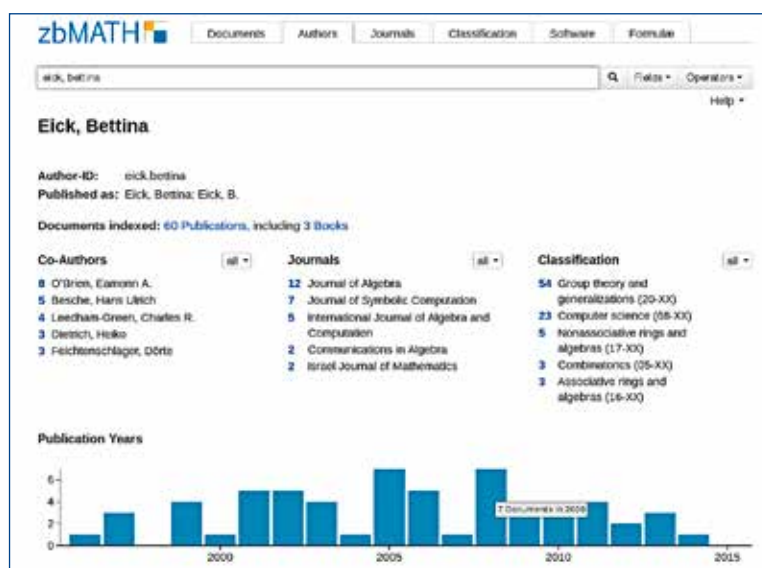 zbMATH
Documents Authors Journals Classification Software Formulae
eick, bettina
Fields Operators
Help
Eick, Bettina
Author-ID: eick.bettina
Published as: Eick, Bettina; Eick, B.
Documents indexed: 60 Publications, including 3 Books
Co-Authors all
8 O'Brien, Eamonn A.
5 Besche, Hans Ulrich
4 Leedham-Green, Charles R.
3 Dietrich, Heiko
3 Feichtenschlager, Dörte
Journals all
12 Journal of Algebra
7 Journal of Symbolic Computation
5 International Journal of Algebra and
Computation
2 Communications in Algebra
2 Israel Journal of Mathematics
Classification all
54 Group theory and
generalizations (20-XX)
23 Computer science (68-XX)
5 Nonassociative rings and
algebras (17-XX)
3 Combinatorics (05-XX)
3 Associative rings and
algebras (16-XX)
Publication Years
6
4
2
0
7 Documents in 2008
2000 2005 2010 2015